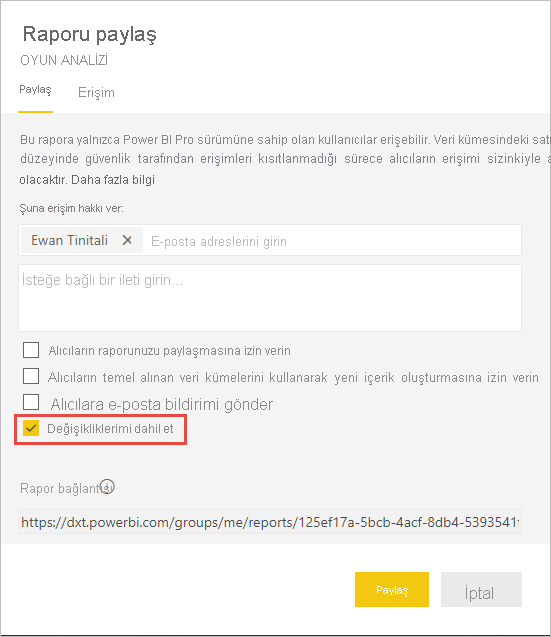 Raporu paylaş
OYUN ANALİZİ
Paylaş Erişim
Bu rapora yalnızca Power BI Pro sürümüne sahip olan kullanıcılar erişebilir. Veri kümesindeki
düzeyinde güvenlik tarafından erişimleri kısıtlanmadığı sürece alıcıların erişimi sizinkiyle
olacaktır. Daha fazla bilgi
Şuna erişim hakkı ver:
Ewan Tinitali E-posta adreslerini girin
İsteğe bağlı bir ileti girin...
Alıcıların raporunuzu paylaşmasına izin verin
Alıcıların temel alınan veri kümelerini kullanarak yeni içerik oluşturmasına izin verin
Alıcılara e-posta bildirimi gönder
Değişikliklerimi dahil et
Rapor bağlantısı
https://dxt.powerbi.com/groups/me/reports/125ef17a-5bcb-4acf-8db4-5393541
Paylaş İptal